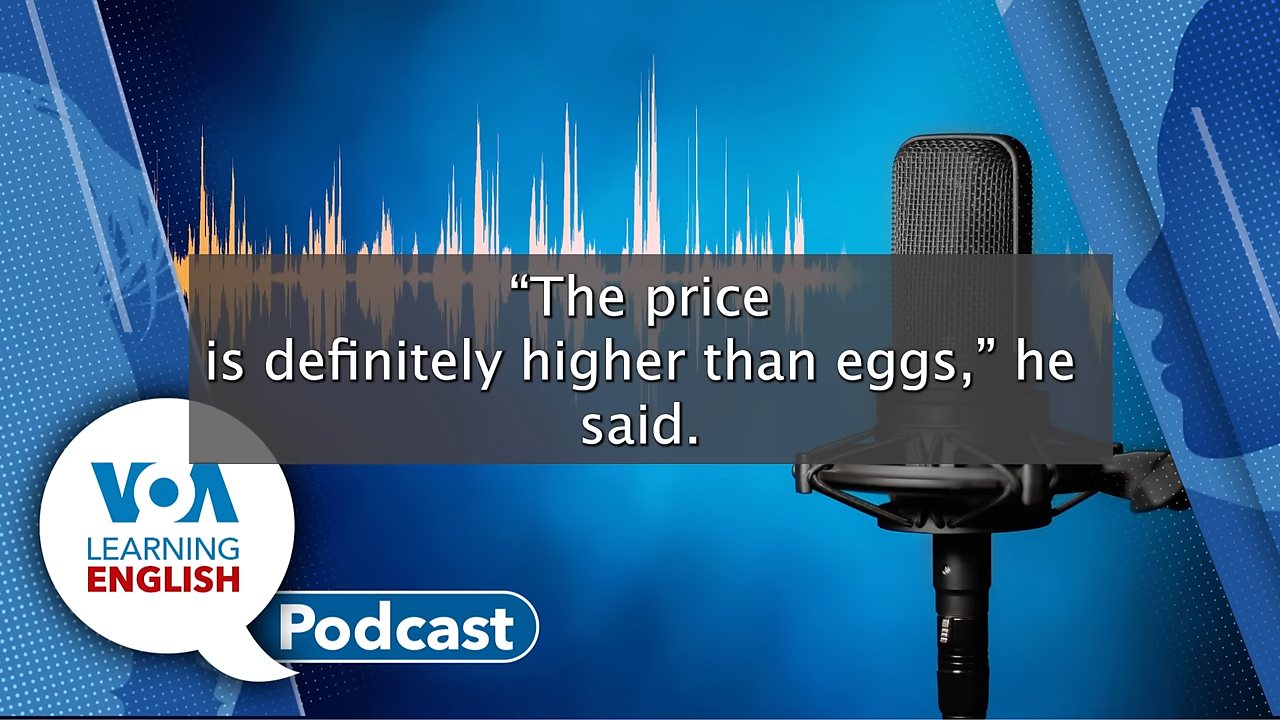 “The price
is definitely higher than eggs,” he
said.
VOA
LEARNING
ENGLISH
Podcast